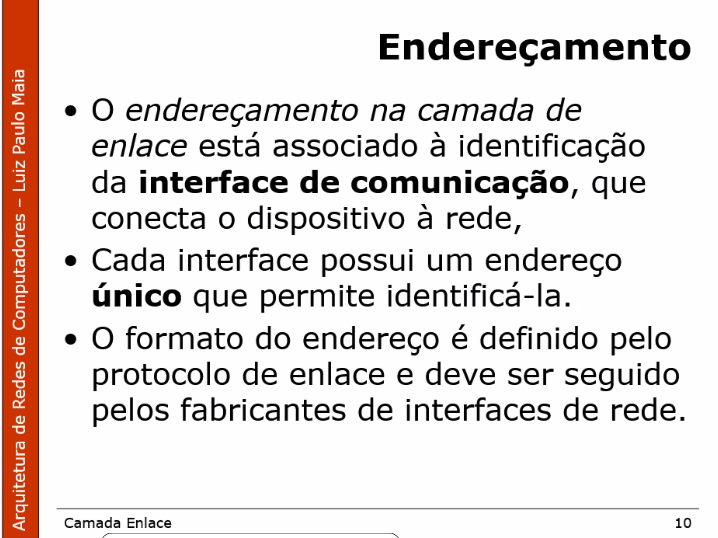 Endereçamento
• O endereçamento na camada de
enlace está associado à identificação
da interface de comunicação, que
conecta o dispositivo à rede,
• Cada interface possui um endereço
único que permite identificá-la.
• O formato do endereço é definido pelo
protocolo de enlace e deve ser seguido
pelos fabricantes de interfaces de rede.
Arquitetura de Redes de Computadores – Luiz Paulo Maia
Camada Enlace
10